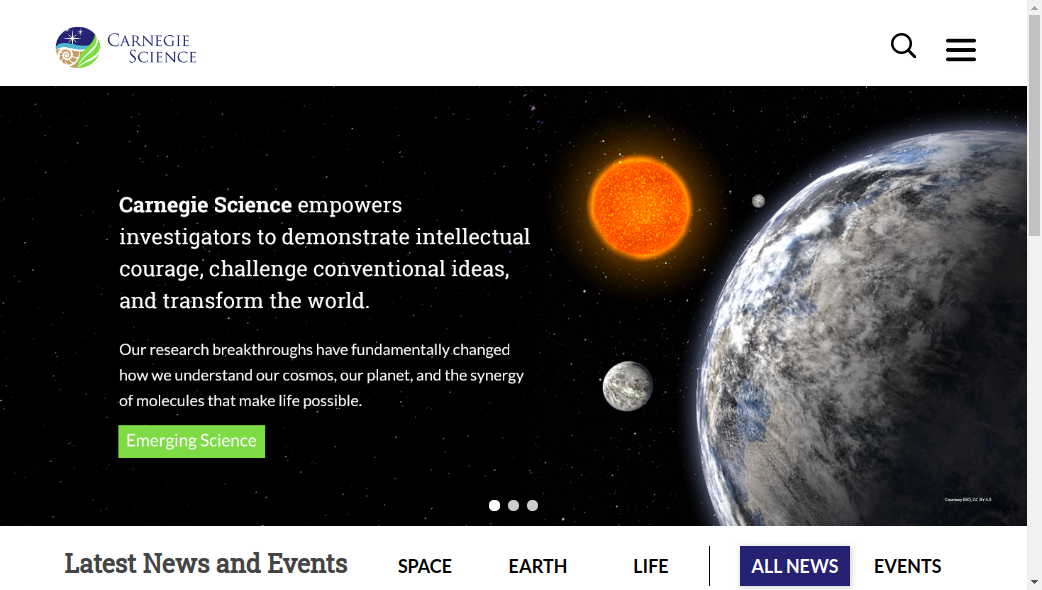 CARNEGIE
SCIENCE
Carnegie Science empowers
investigators to demonstrate intellectual
courage, challenge conventional ideas,
and transform the world.
Our research breakthroughs have fundamentally changed
how we understand our cosmos, our planet, and the synergy
of molecules that make life possible.
Emerging Science
Courtesy ESO, CC BY 4.0
Latest News and Events
SPACE
EARTH
LIFE
ALL NEWS
EVENTS